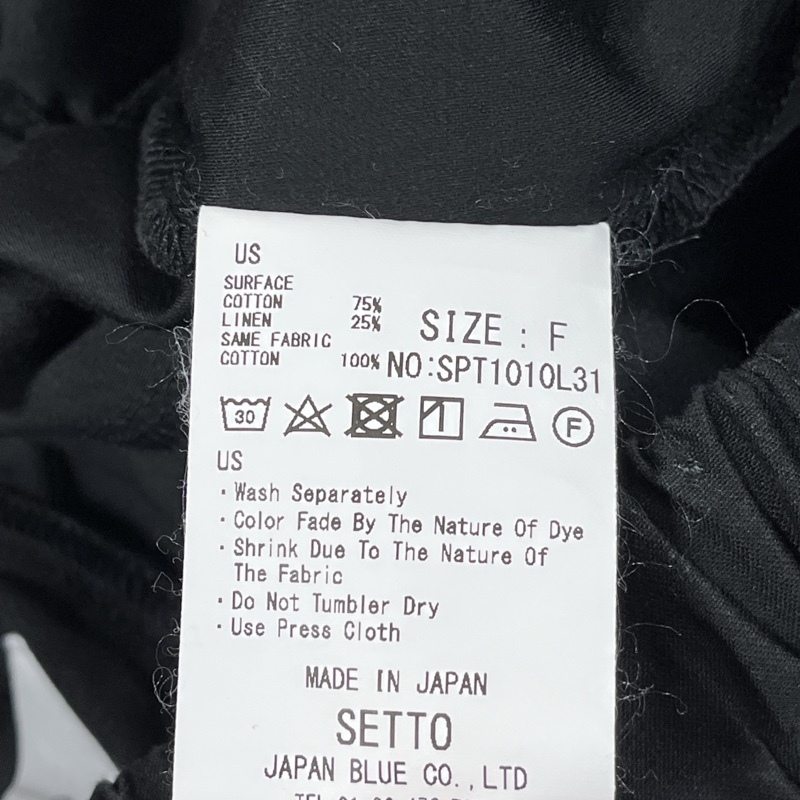 US
SURFACE
COTTON 75%
LINEN 25%
SAME FABRIC
COTTON 100%
SIZE : F
NO:SPT1010L31
30
F
US
・Wash Separately
・Color Fade By The Nature Of Dye
・Shrink Due To The Nature Of
The Fabric
・Do Not Tumbler Dry
・Use Press Cloth
MADE IN JAPAN
SETTO
JAPAN BLUE CO.,LTD